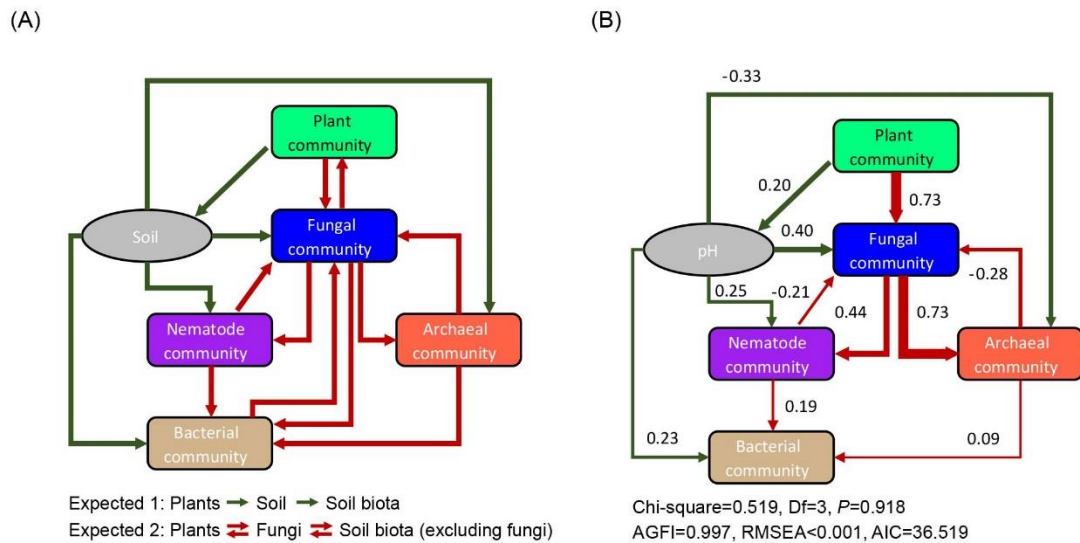 (A)
Plant
community
Soil
Fungal
community
Nematode
community
Archaeal
community
Bacterial
community
Expected 1: Plants Soil Soil biota
Expected 2: Plants Fungi Soil biota (excluding fungi)
(B)
-0.33
Plant
community
0.20
0.73
pH
0.40
Fungal
community
0.25
-0.21
0.44
0.73
-0.28
Nematode
community
Archaeal
community
0.19
0.23
0.09
Bacterial
community
Chi-square=0.519, Df=3, P=0.918
AGFI=0.997, RMSEA<0.001, AIC=36.519